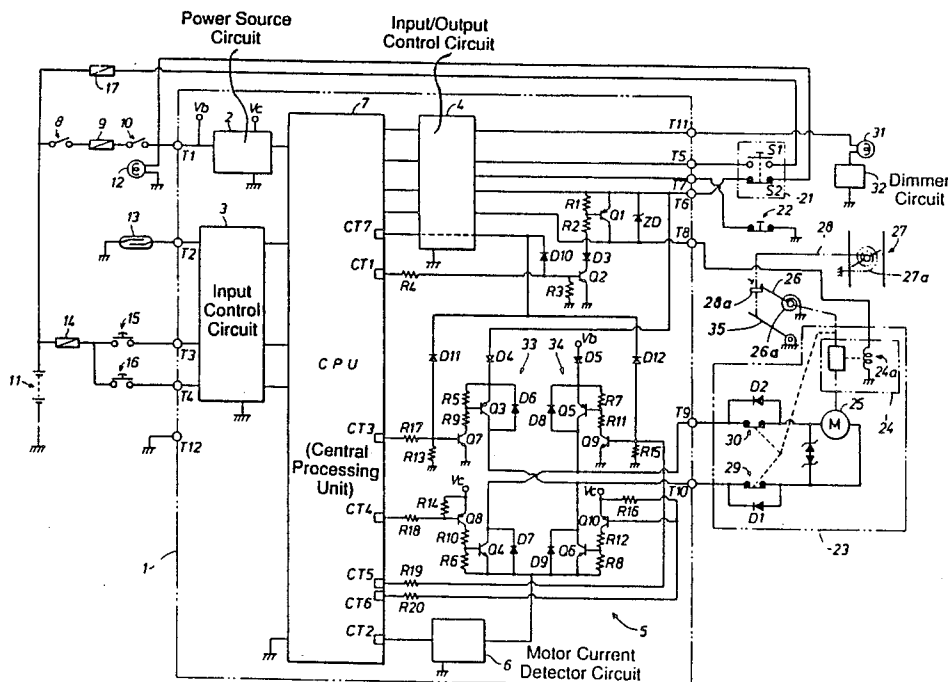 Power Source
Circuit
Input/Output
Control Circuit
17
7
4
Vb
Vc
8
9
10
2
T1
12
T11
31
T5
S1
T7
S2
21
T6
32
Dimmer
Circuit
R1
R2
Q1
ZD
22
T8
28
27
27a
13
T2
3
CT7
D10
D3
CT1
R4
R3
Q2
26
28a
35
26a
Input
Control
Circuit
14
15
T3
16
T4
11
T12
CPU
(Central
Processing
Unit)
D11
D4
33
34
Vb
D5
D12
R5
R9
Q3
D6
D8
Q5
R7
R11
CT3
R17
R13
Q7
Q9
R15
24a
24
D2
25
M
T9
30
29
T10
D1
23
Vc
R14
Q8
CT4
R18
R10
Q4
D7
R6
Vc
R16
Q10
D9
Q6
R12
R8
1
CT5
R19
CT6
R20
CT2
5
6
Motor Current
Detector Circuit